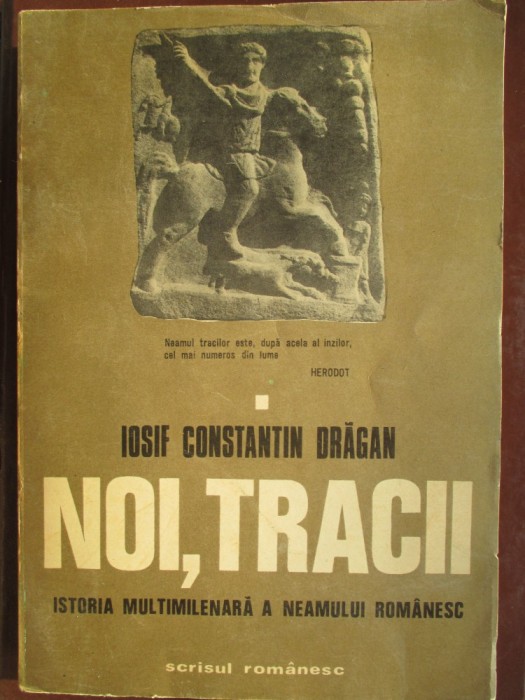 Neamul tracilor este, după acela al inzilor,
cel mai numeros din lume
HERODOT
IOSIF CONSTANTIN DRĂGAN
NOI, TRACII
ISTORIA MULTIMILENARĂ A NEAMULUI ROMÂNESC
scrisul românesc